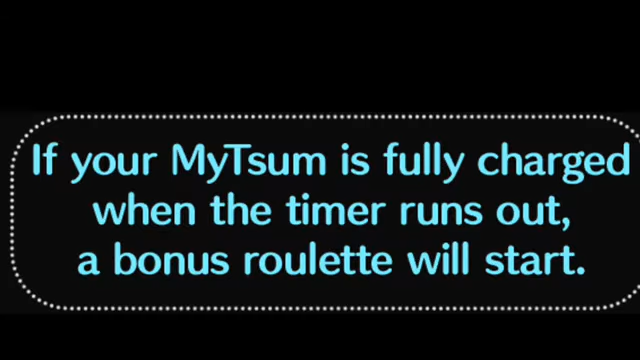 If your MyTsum is fully charged
when the timer runs out,
a bonus roulette will start.